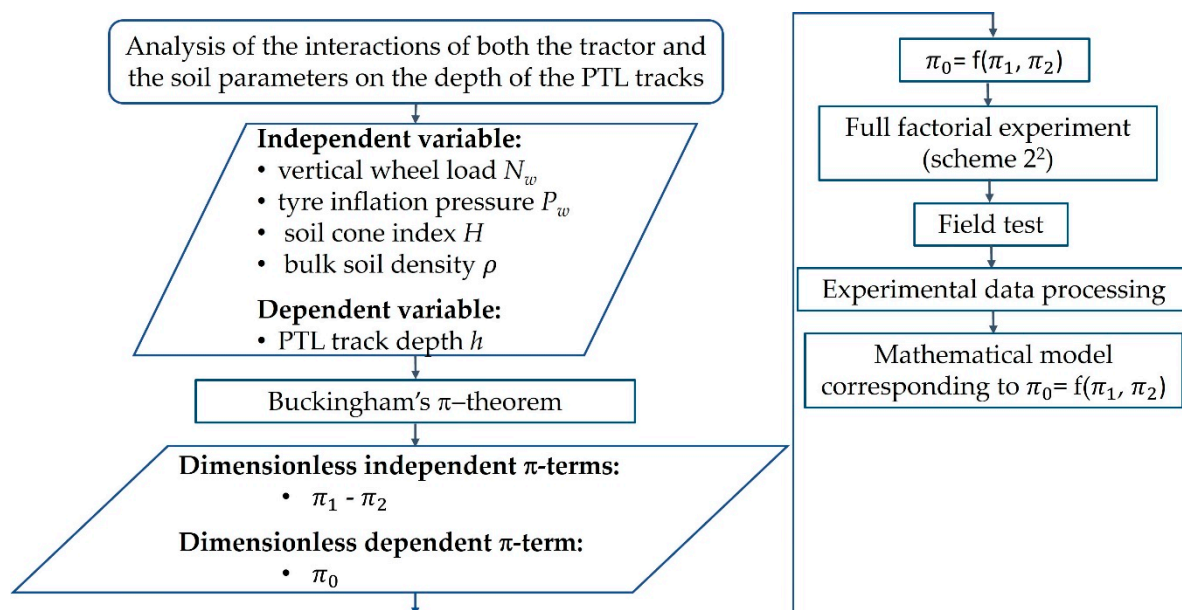 Analysis of the interactions of both the tractor and
the soil parameters on the depth of the PTL tracks
Independent variable:
• vertical wheel load N_w
• tyre inflation pressure P_w
• soil cone index H
• bulk soil density ρ
Dependent variable:
• PTL track depth h
Buckingham's π–theorem
Dimensionless independent π-terms:
• π₁ - π₂
Dimensionless dependent π-term:
• π₀
π₀= f(π₁, π₂)
Full factorial experiment
(scheme 2²)
Field test
Experimental data processing
Mathematical model
corresponding to π₀= f(π₁, π₂)